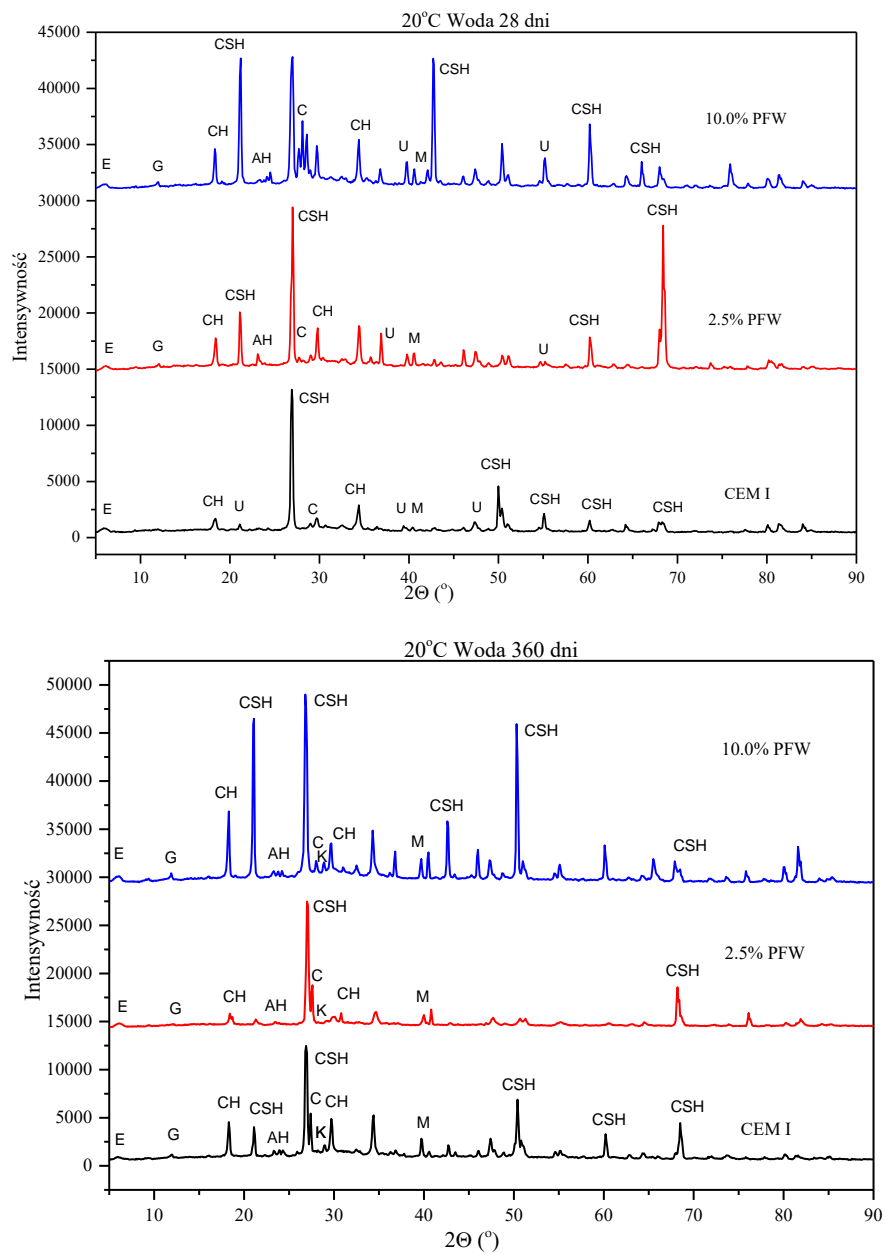 20°C Woda 28 dni
45000
CSH
CSH
40000
C
10.0% PFW
CSH
CH
CH
35000
U
U
CSH
AH
M
E
G
30000
CSH
25000
CSH
20000
CH
2.5% PFW
CH
C
U
M
CSH
AH
U
E
G
15000
CSH
10000
CSH
CEM I
5000
CH
U
C
CH
U
M
U
CSH
CSH
CSH
E
0
Intensywność
10
20
30
40
50
60
70
80
90
2Θ (°)
20°C Woda 360 dni
50000
CSH
CSH
CSH
45000
10.0% PFW
40000
CH
35000
CSH
C
CH
M
CSH
K
E
G
AH
30000
CSH
25000
2.5% PFW
20000
C
CSH
CH
AH
K
CH
M
E
G
15000
CSH
10000
CSH
C
CH
CSH
CH
CSH
CSH
CEM I
5000
M
K
E
G
AH
0
Intensywność
10
20
30
40
50
60
70
80
90
2Θ (°)